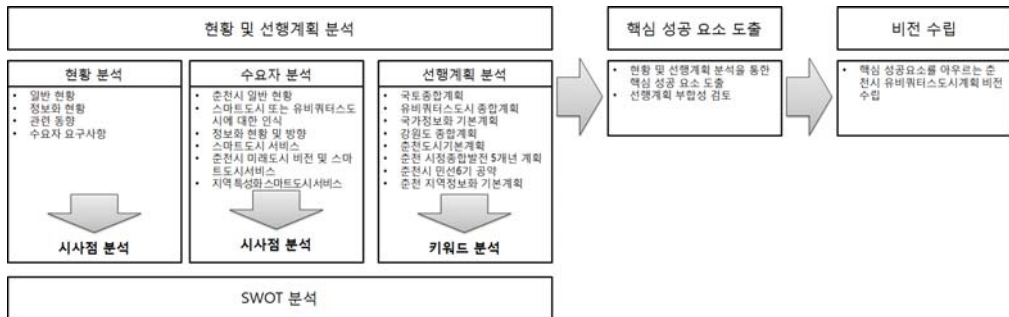 현황 및 선행계획 분석
현황 분석
• 일반 현황
• 정보화 현황
• 관련 동향
• 수요자 요구사항
시사점 분석
수요자 분석
• 춘천시 일반 현황
• 스마트도시 또는 유비쿼터스도
시에 대한 인식
• 정보화 현황 및 방향
• 스마트도시 서비스
• 춘천시 미래도시 비전 및 스마
트도시서비스
• 지역 특성화 스마트도시서비스
시사점 분석
선행계획 분석
• 국토종합계획
• 유비쿼터스도시 종합계획
• 국가정보화 기본계획
• 강원도 종합계획
• 춘천도시기본계획
• 춘천 시정종합발전 5개년 계획
• 춘천시 민선6기 공약
• 춘천 지역정보화 기본계획
키워드 분석
SWOT 분석
핵심 성공 요소 도출
• 현황 및 선행계획 분석을 통한
핵심 성공 요소 도출
• 선행계획 부합성 검토
비전 수립
• 핵심 성공요소를 아우르는 춘
천시 유비쿼터스도시계획 비전
수립